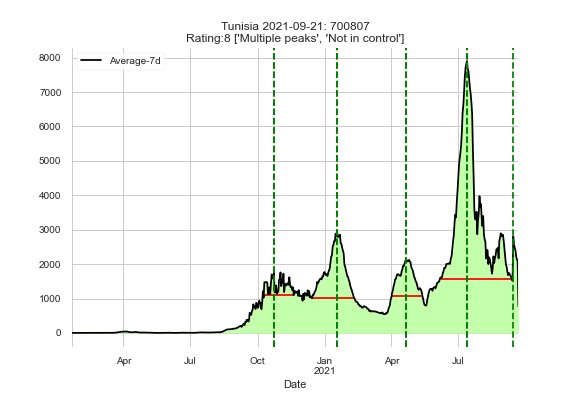 Tunisia 2021-09-21: 700807
Rating:8 ['Multiple peaks', 'Not in control']
Average-7d
8000
7000
6000
5000
4000
3000
2000
1000
0
Apr Jul Oct Jan Apr Jul
2021
Date